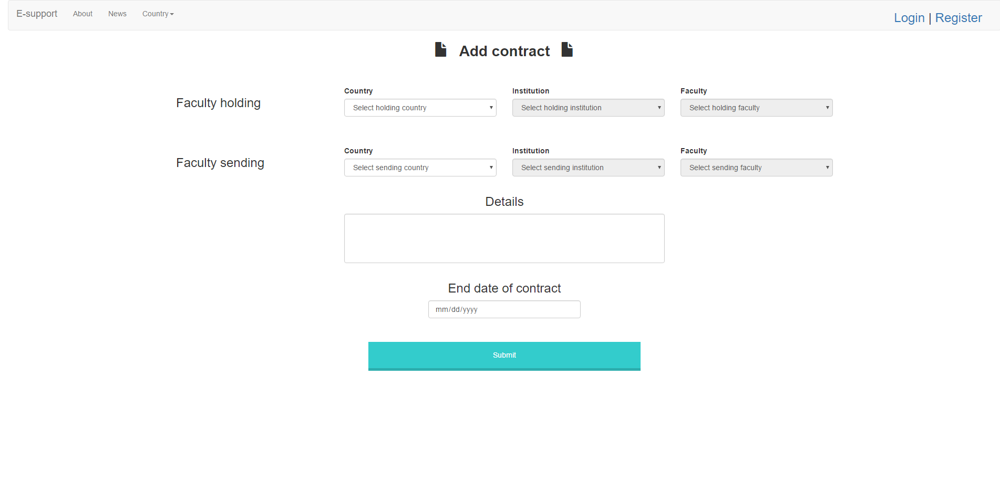 E-support About News Country
Login | Register
Add contract
Country Institution Faculty
Faculty holding
Select holding country Select holding institution Select holding faculty
Country Institution Faculty
Faculty sending
Select sending country Select sending institution Select sending faculty
Details
End date of contract
mm/dd/yyyy
Submit